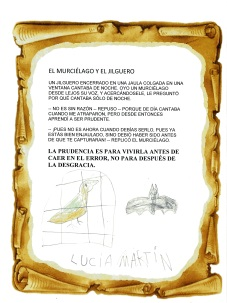 EL MURCIÉLAGO Y EL JILGUERO
UN JILGUERO ENCERRADO EN UNA JAULA COLGADA EN UNA
VENTANA CANTABA DE NOCHE. OYÓ UN MURCIÉLAGO
DESDE LEJOS SU VOZ, Y ACERCÁNDOSELE, LE PREGUNTÓ
POR QUÉ CANTABA SÓLO DE NOCHE.
– NO ES SIN RAZÓN – REPUSO – PORQUE DE DÍA CANTABA
CUANDO ME ATRAPARON, PERO DESDE ENTONCES
APRENDÍ A SER PRUDENTE.
– ¡PUES NO ES AHORA CUANDO DEBÍAS SERLO, PUES YA
ESTÁS BIEN ENJAULADO, SINO DEBIÓ HABER SIDO ANTES
DE QUE TE CAPTURARAN! – REPLICÓ EL MURCIÉLAGO.
LA PRUDENCIA ES PARA VIVIRLA ANTES DE
CAER EN EL ERROR, NO PARA DESPUÉS DE
LA DESGRACIA.
LUCÍA MARTÍN